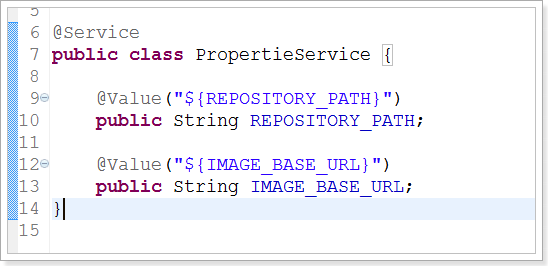 5
6 @Service
7 public class PropertieService {
8
9 @Value("${REPOSITORY_PATH}")
10 public String REPOSITORY_PATH;
11
12 @Value("${IMAGE_BASE_URL}")
13 public String IMAGE_BASE_URL;
14 }
15